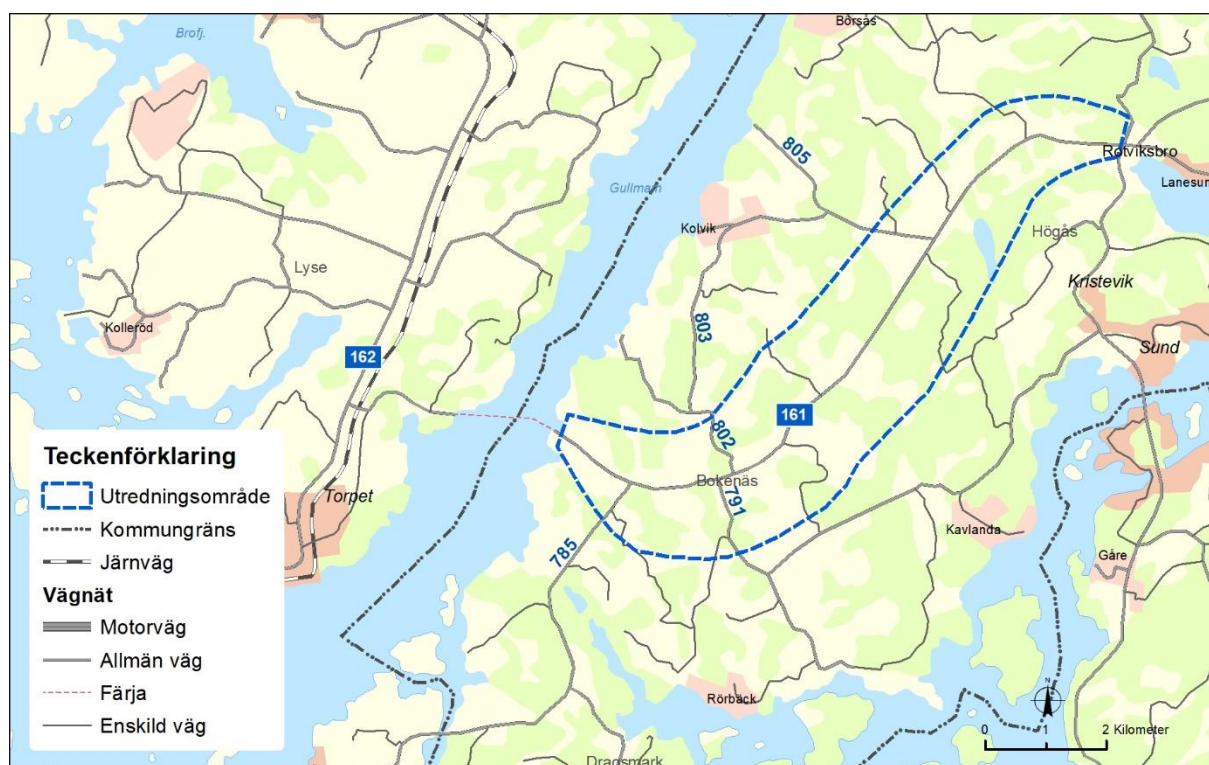 Brofj.
Börsås
805
Rotviksbro
Lanesun
Gullmarn
Kolvik
Högås
Lyse
Kristevik
803
Kolleröd
Sund
162
161
802
Bokenäs
791
Torpet
Kavlanda
785
Gåre
Rörbäck
Dragsmark
Teckenförklaring
Utredningsområde
Kommungräns
Järnväg
Vägnät
Motorväg
Allmän väg
Färja
Enskild väg
N
0 1 2 Kilometer